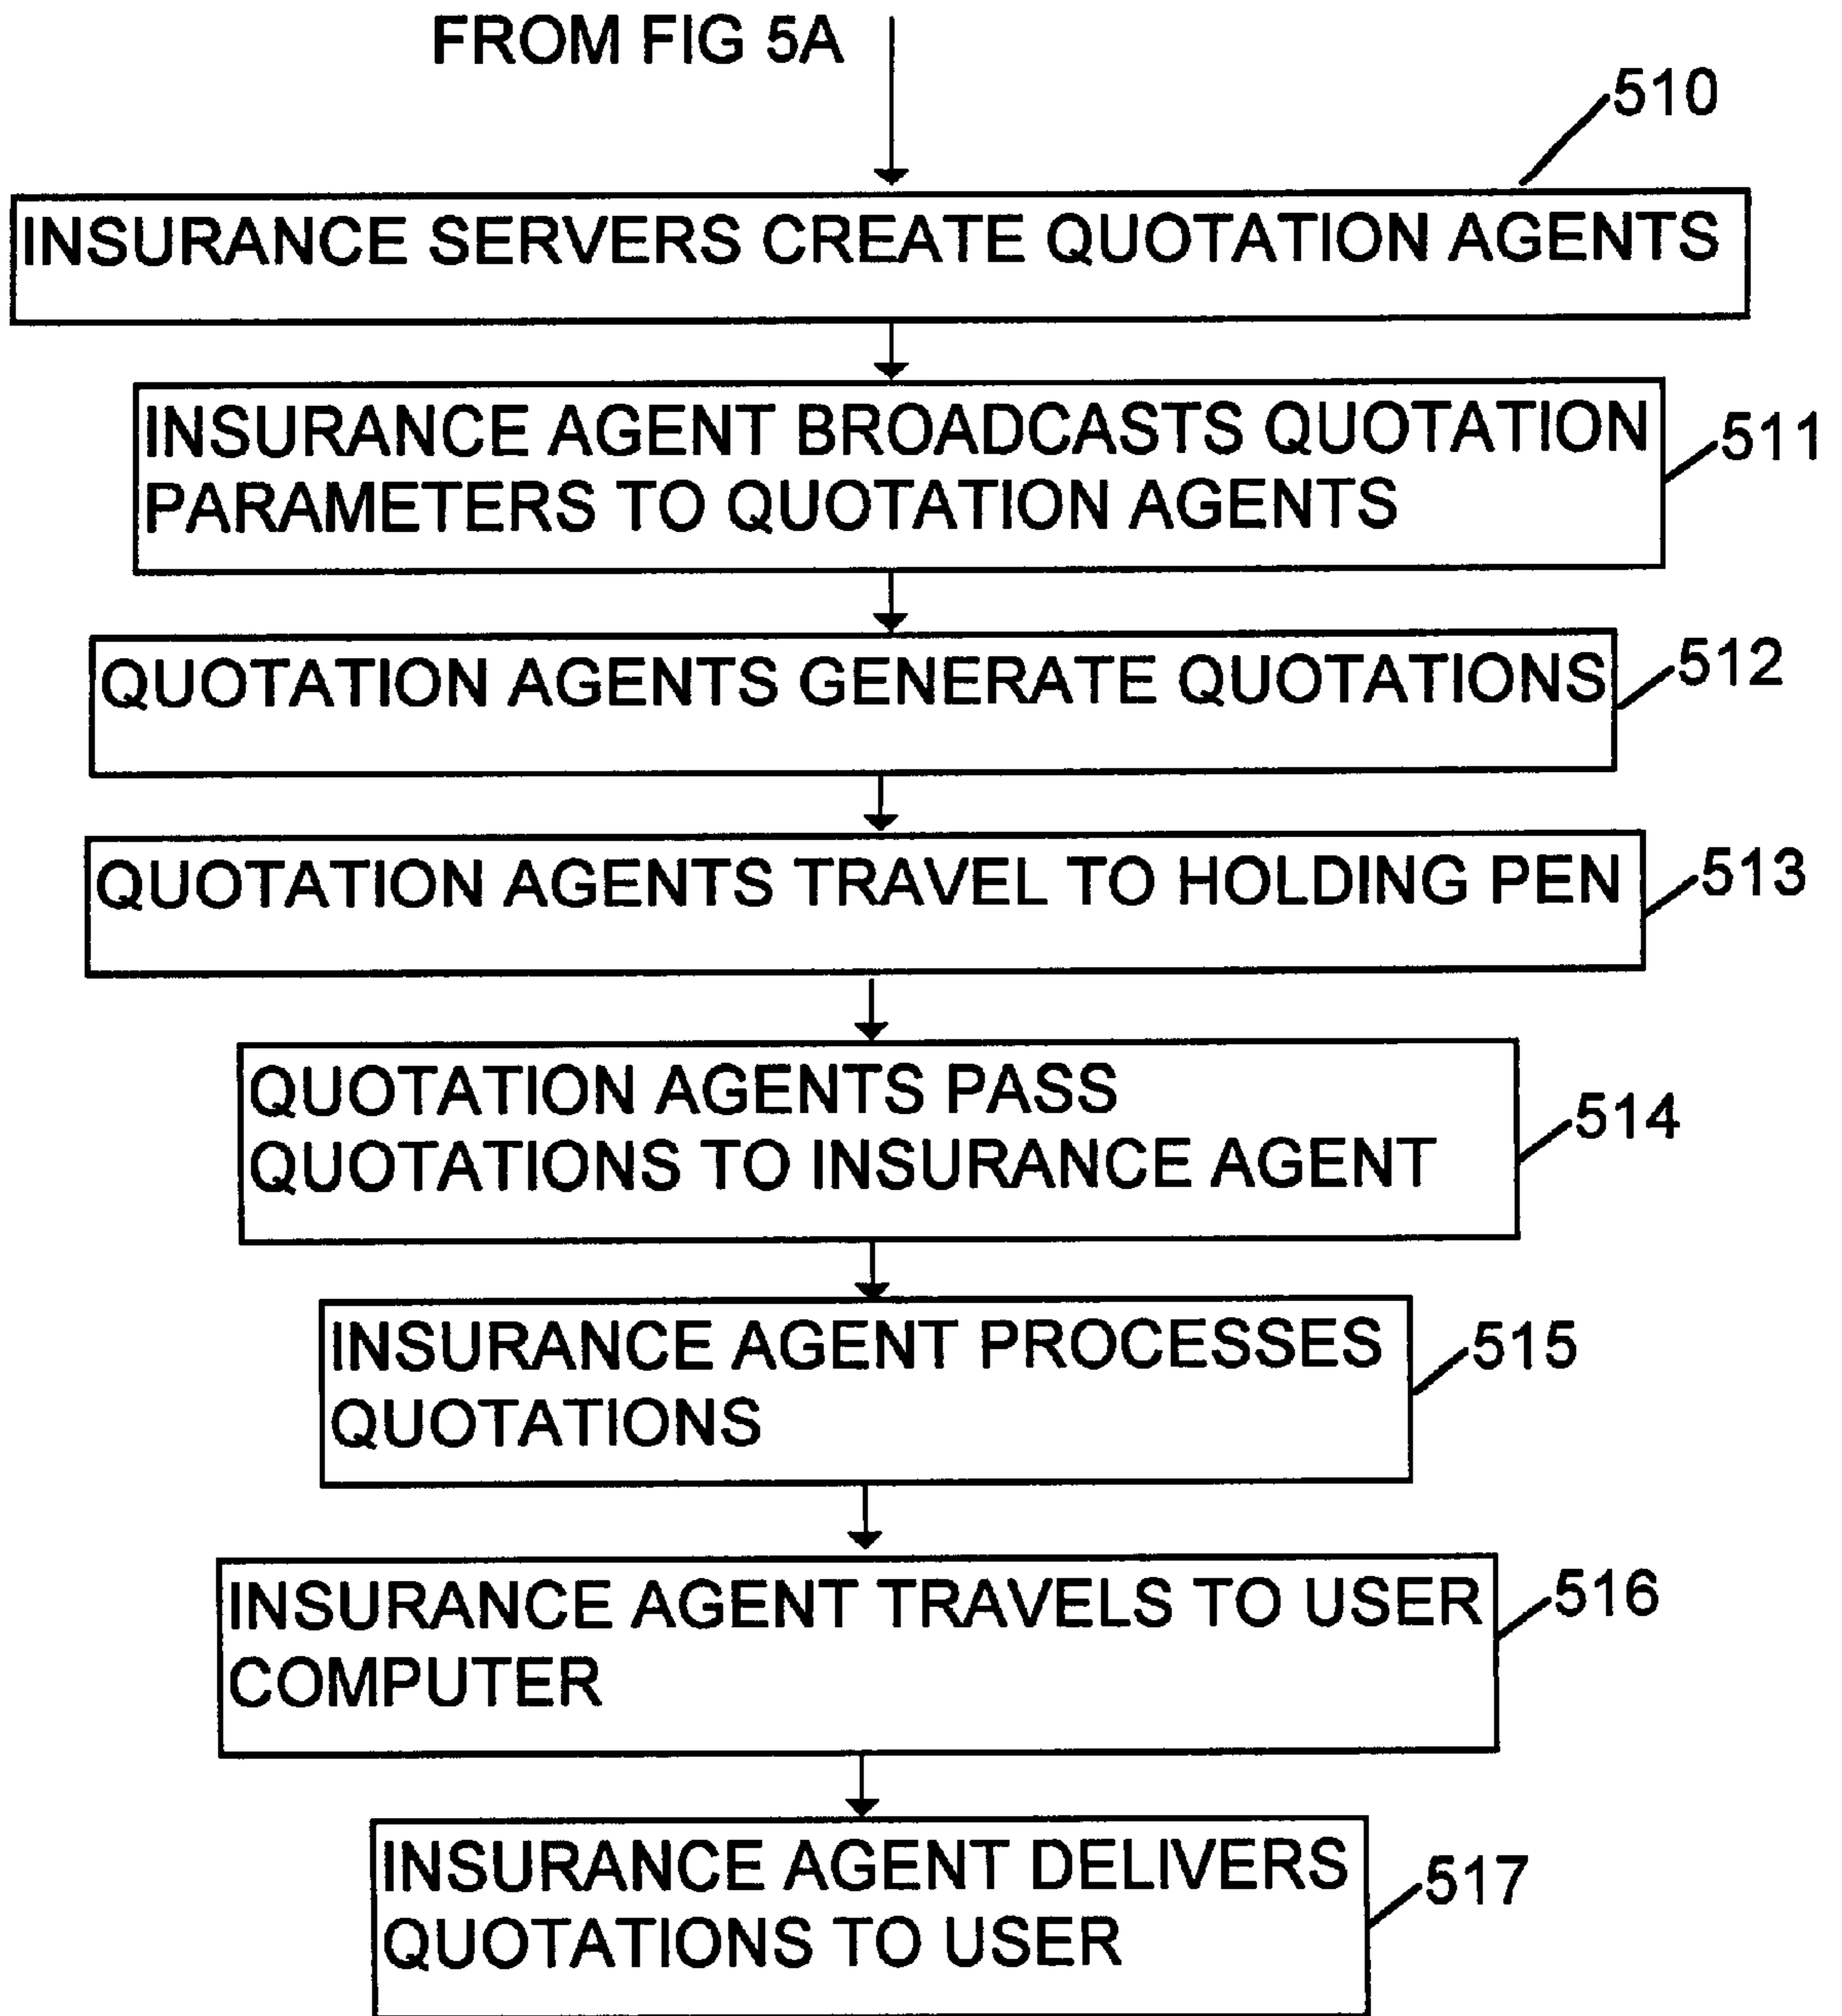 FROM FIG 5A
510
INSURANCE SERVERS CREATE QUOTATION AGENTS
INSURANCE AGENT BROADCASTS QUOTATION
PARAMETERS TO QUOTATION AGENTS
511
QUOTATION AGENTS GENERATE QUOTATIONS
512
QUOTATION AGENTS TRAVEL TO HOLDING PEN
513
QUOTATION AGENTS PASS
QUOTATIONS TO INSURANCE AGENT
514
INSURANCE AGENT PROCESSES
QUOTATIONS
515
INSURANCE AGENT TRAVELS TO USER
COMPUTER
516
INSURANCE AGENT DELIVERS
QUOTATIONS TO USER
517